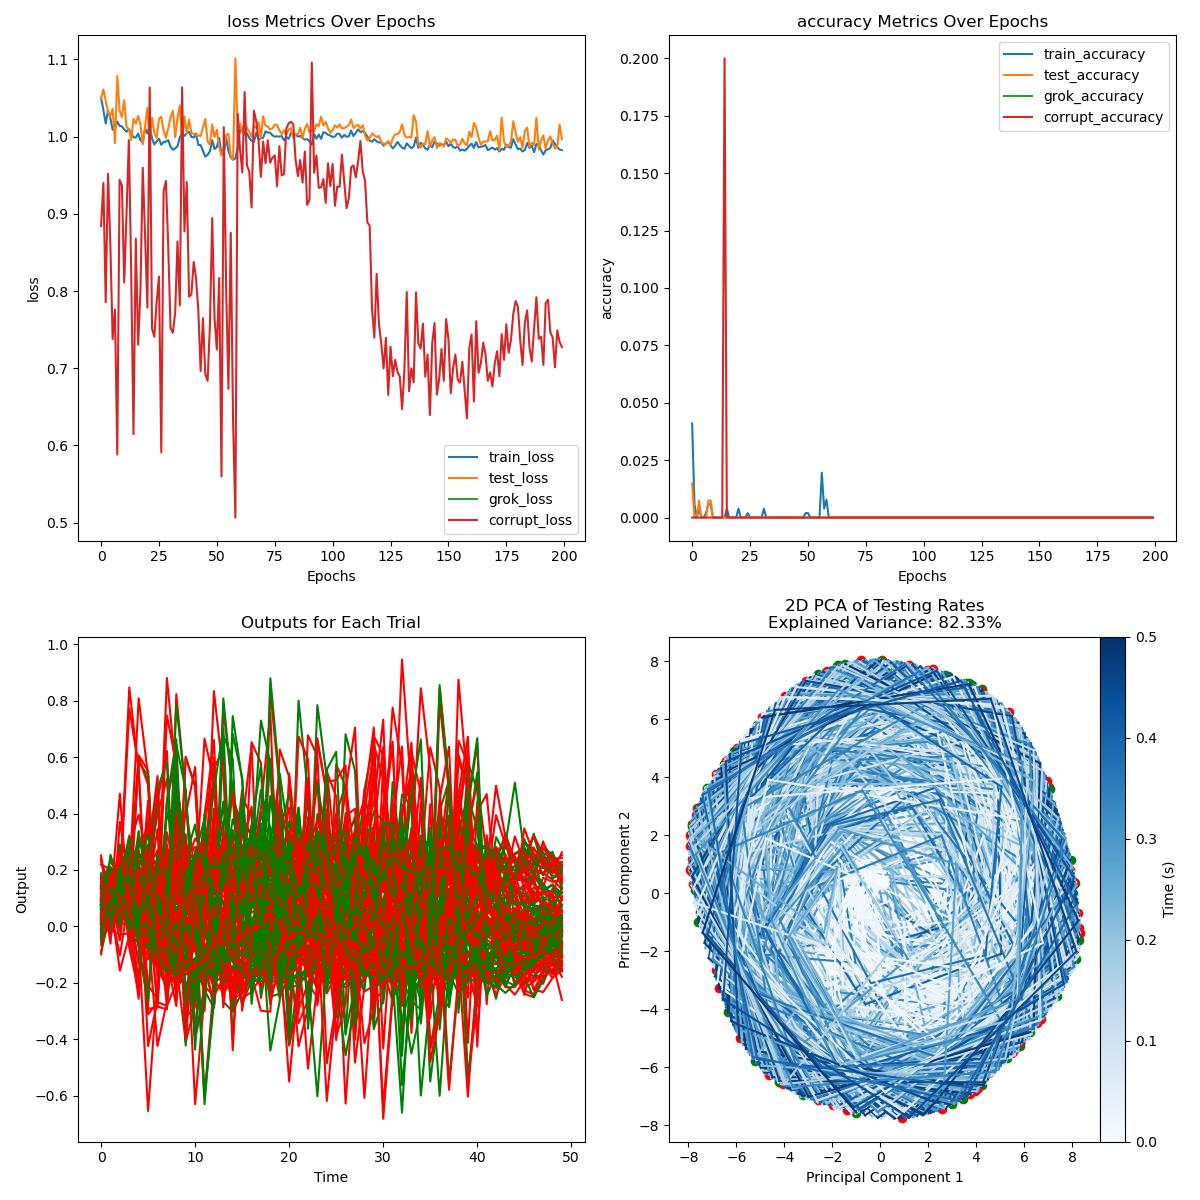 loss Metrics Over Epochs
1.1
1.0
0.9
0.8
0.7
0.6
0.5
loss
0 25 50 75 100 125 150 175 200
Epochs
train_loss
test_loss
grok_loss
corrupt_loss
accuracy Metrics Over Epochs
0.200
0.175
0.150
0.125
0.100
0.075
0.050
0.025
0.000
accuracy
0 25 50 75 100 125 150 175 200
Epochs
train_accuracy
test_accuracy
grok_accuracy
corrupt_accuracy
Outputs for Each Trial
1.0
0.8
0.6
0.4
0.2
0.0
−0.2
−0.4
−0.6
Output
0 10 20 30 40 50
Time
2D PCA of Testing Rates
Explained Variance: 82.33%
8
6
4
2
0
−2
−4
−6
−8
Principal Component 2
−8 −6 −4 −2 0 2 4 6 8
Principal Component 1
0.5
0.4
0.3
0.2
0.1
0.0
Time (s)